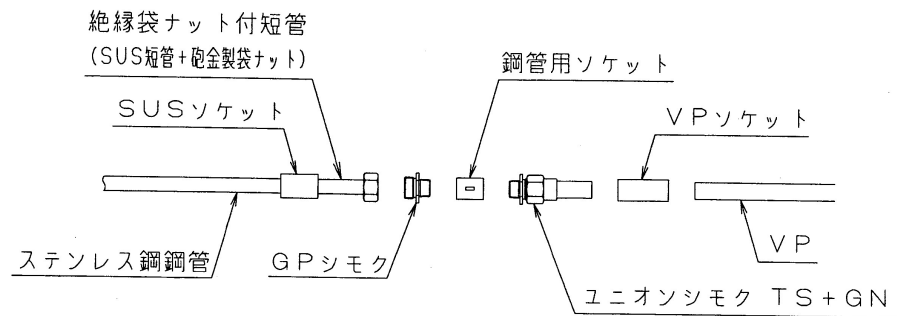 絶縁袋ナット付短管
(SUS短管+砲金製袋ナット)
鋼管用ソケット
SUSソケット
VPソケット
ステンレス鋼鋼管
GPシモク
VP
ユニオンシモク TS+GN